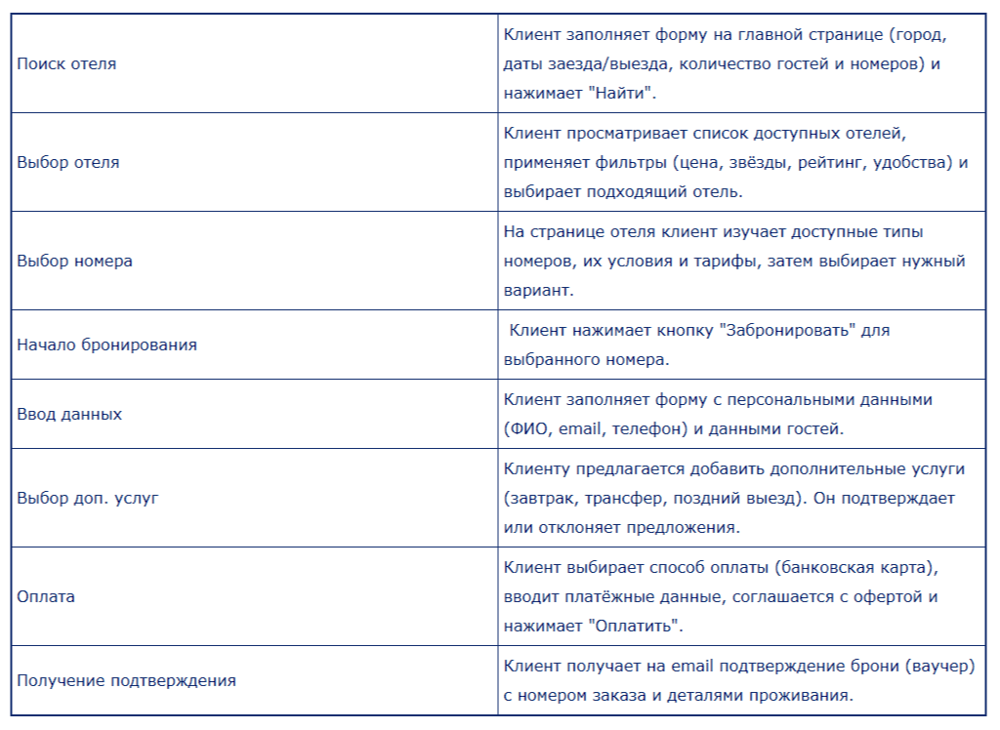 Поиск отеля
Клиент заполняет форму на главной странице (город,
даты заезда/выезда, количество гостей и номеров) и
нажимает "Найти".
Выбор отеля
Клиент просматривает список доступных отелей,
применяет фильтры (цена, звёзды, рейтинг, удобства) и
выбирает подходящий отель.
Выбор номера
На странице отеля клиент изучает доступные типы
номеров, их условия и тарифы, затем выбирает нужный
вариант.
Начало бронирования
Клиент нажимает кнопку "Забронировать" для
выбранного номера.
Ввод данных
Клиент заполняет форму с персональными данными
(ФИО, email, телефон) и данными гостей.
Выбор доп. услуг
Клиенту предлагается добавить дополнительные услуги
(завтрак, трансфер, поздний выезд). Он подтверждает
или отклоняет предложения.
Оплата
Клиент выбирает способ оплаты (банковская карта),
вводит платёжные данные, соглашается с офертой и
нажимает "Оплатить".
Получение подтверждения
Клиент получает на email подтверждение брони (ваучер)
с номером заказа и деталями проживания.